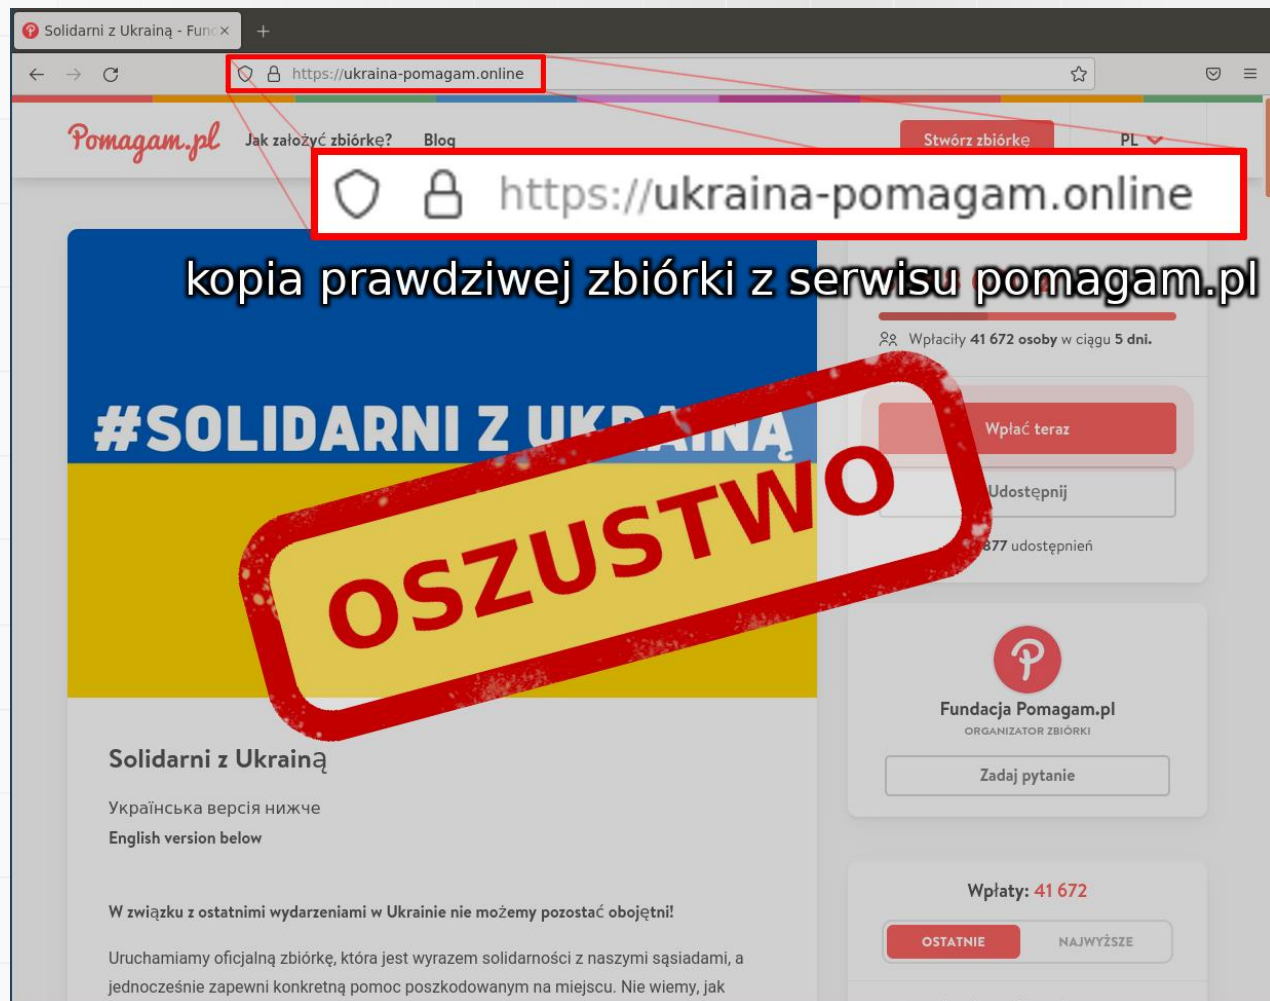 Solidarni z Ukrainą - Fund
https://ukraina-pomagam.online
Pomagam.pl
Jak założyć zbiórkę?
Blog
Stwórz zbiórkę
PL
https://ukraina-pomagam.online
kopia prawdziwej zbiórki z serwisu pomagam.pl
Wpłaciły 41 672 osoby w ciągu 5 dni.
#SOLIDARNI Z UKRAINĄ
OSZUSTWO
Wpłać teraz
Udostępnij
877 udostępnień
Fundacja Pomagam.pl
ORGANIZATOR ZBIÓRKI
Zadaj pytanie
Solidarni z Ukrainą
Українська версія нижче
English version below
W związku z ostatnimi wydarzeniami w Ukrainie nie możemy pozostać obojętni!
Uruchamiamy oficjalną zbiórkę, która jest wyrazem solidarności z naszymi sąsiadami, a
jednocześnie zapewni konkretną pomoc poszkodowanym na miejscu. Nie wiemy, jak
Wpłaty: 41 672
OSTATNIE
NAJWYŻSZE